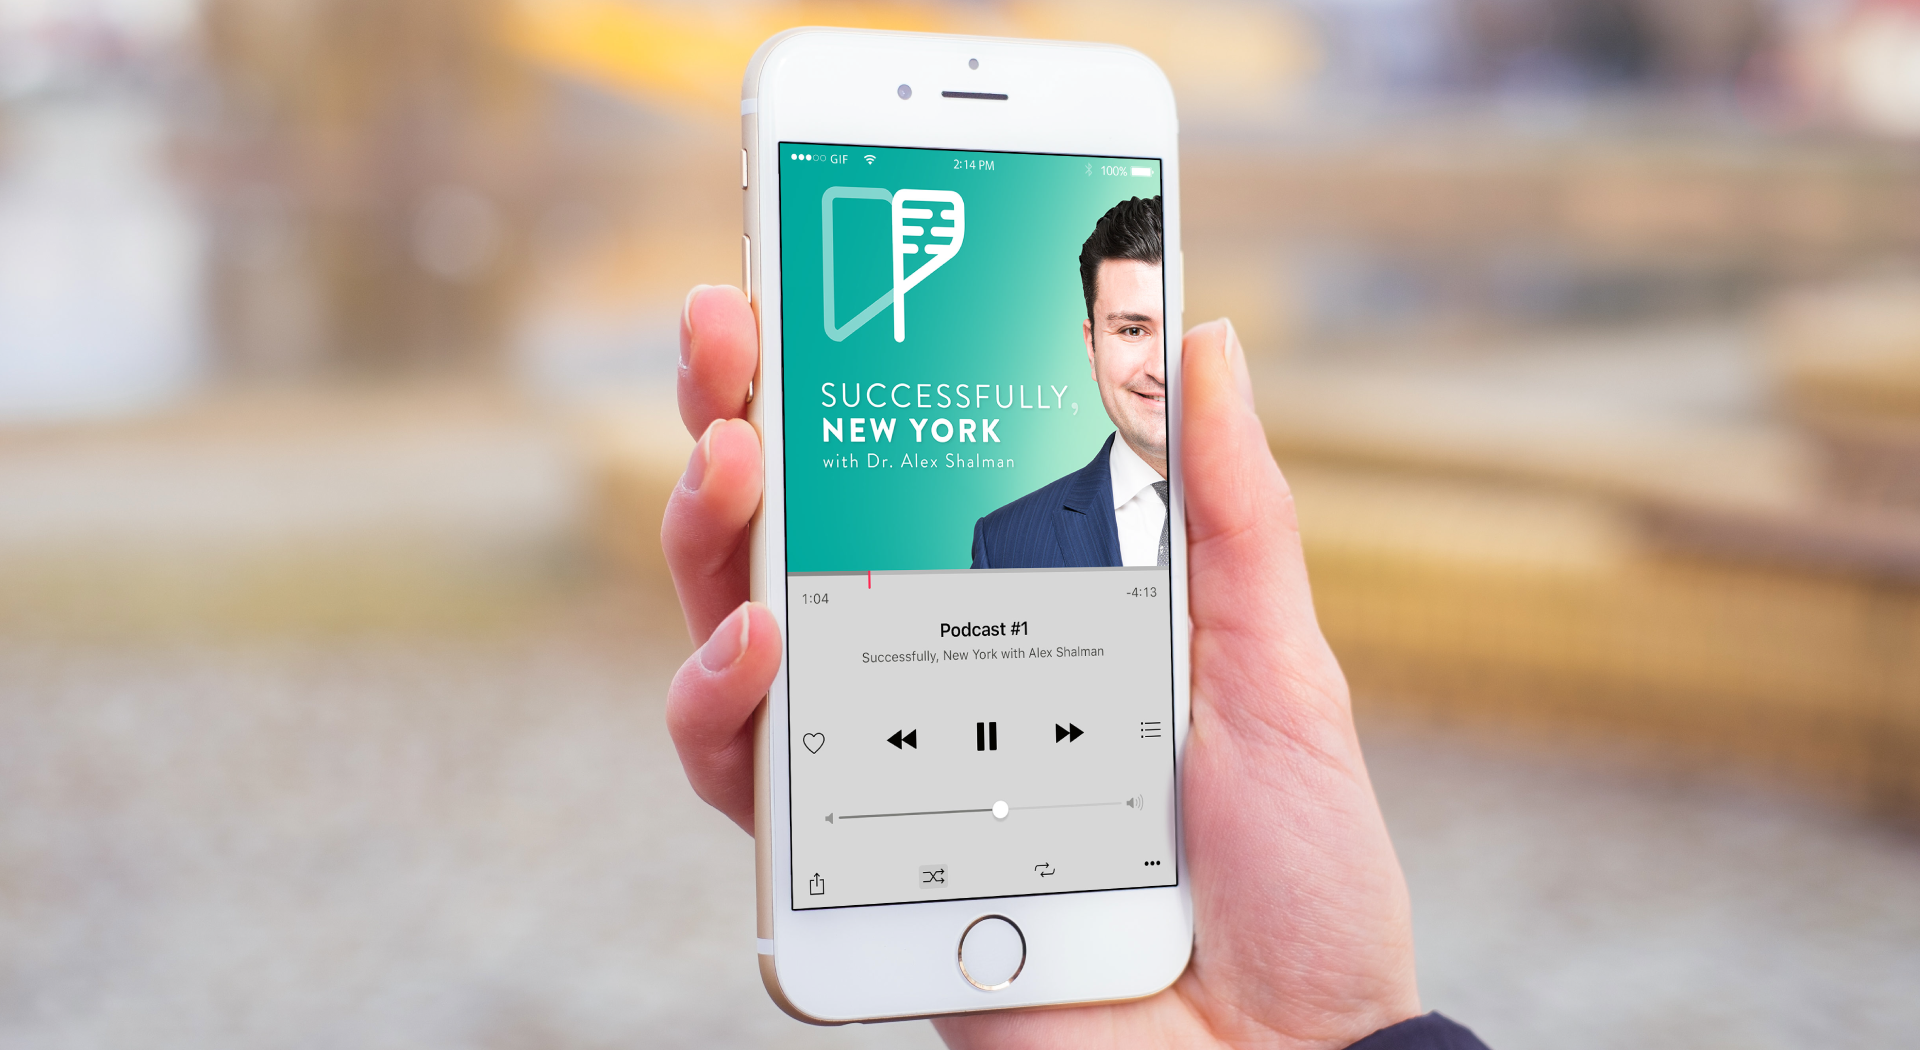 GIF 2:14 PM 100%
SUCCESSFULLY,
NEW YORK
with Dr. Alex Shalman
1:04 -4:13
Podcast #1
Successfully, New York with Alex Shalman